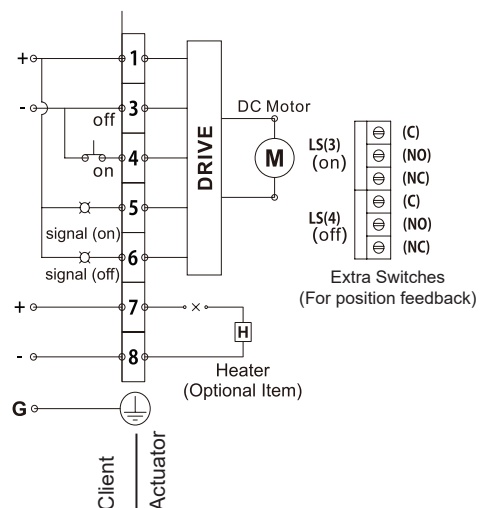 +
1
-
off
3
on
4
signal (on)
5
signal (off)
6
+
7
×
-
8
H
Heater
(Optional Item)
G
Client
Actuator
DRIVE
DC Motor
M
LS(3)
(on)
LS(4)
(off)
(C)
(NO)
(NC)
(C)
(NO)
(NC)
Extra Switches
(For position feedback)